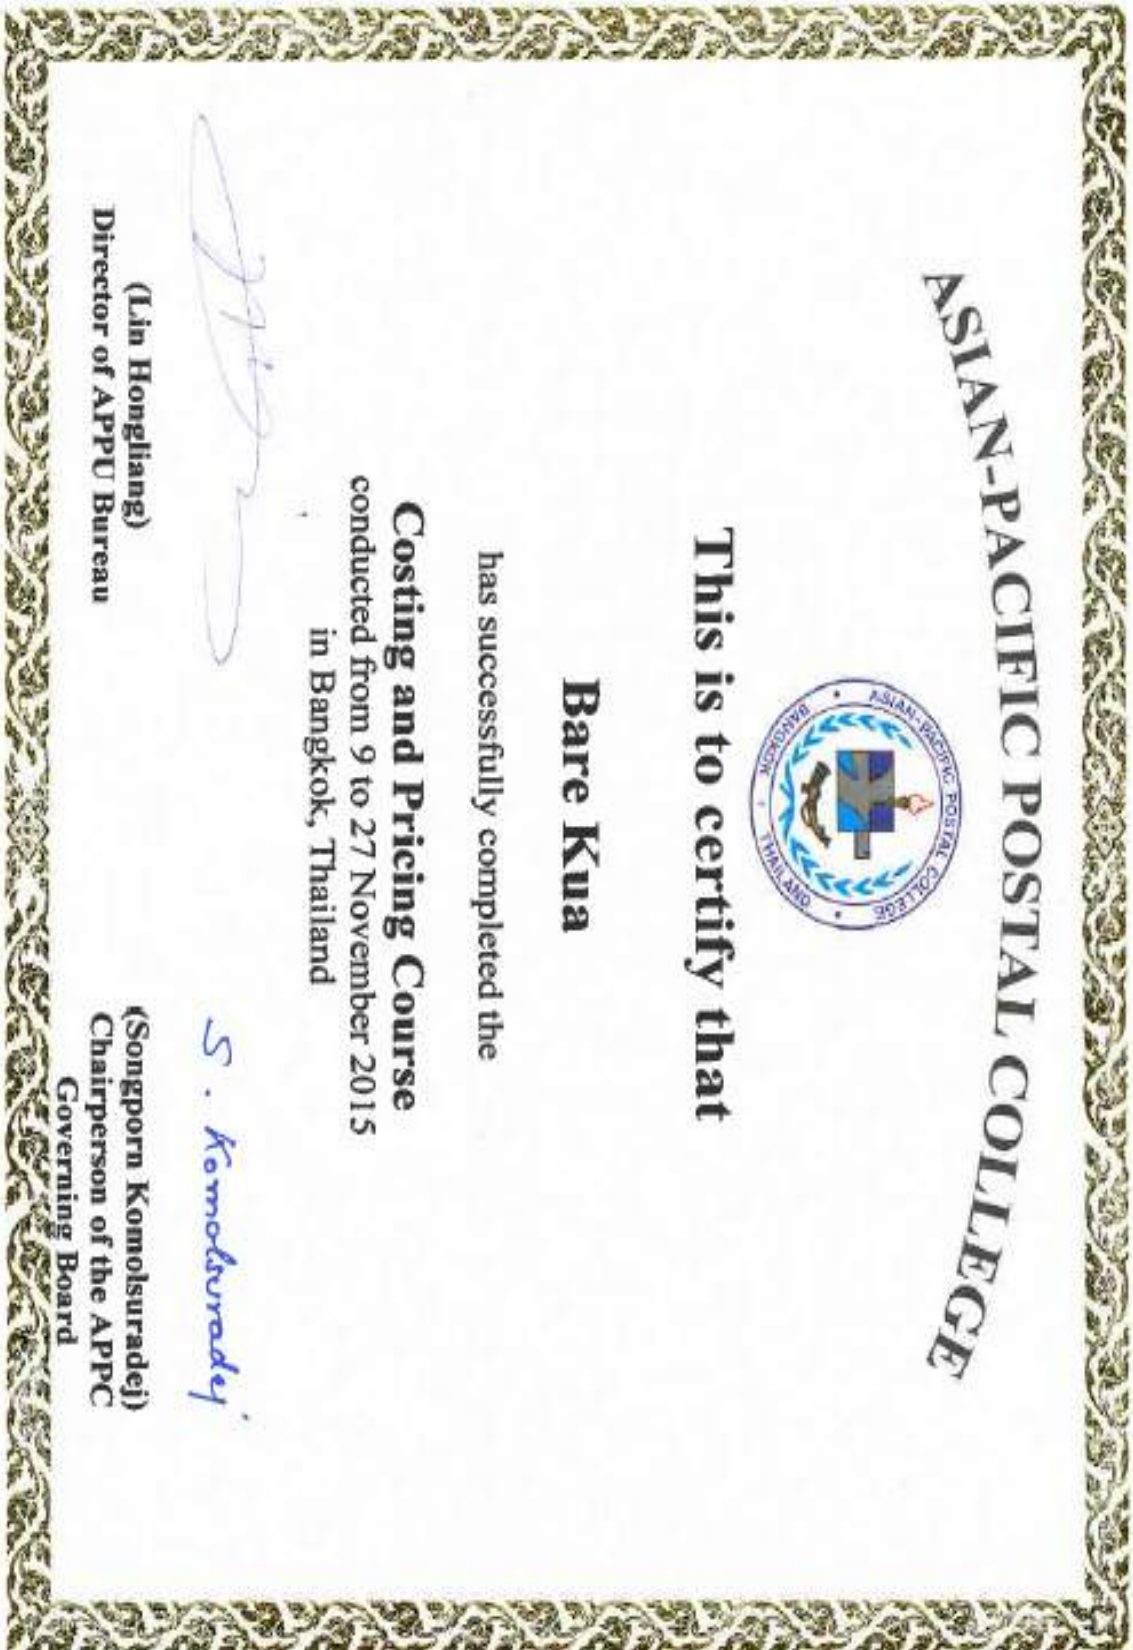 ASIAN-PACIFIC POSTAL COLLEGE
ASIAN-PACIFIC POSTAL COLLEGE
BANGKOK THAILAND
This is to certify that
Bare Kua
has successfully completed the
Costing and Pricing Course
conducted from 9 to 27 November 2015
in Bangkok, Thailand
S. Komolsuradej
(Lin Hongliang)
Director of APPU Bureau
(Songporn Komolsuradej)
Chairperson of the APPC
Governing Board